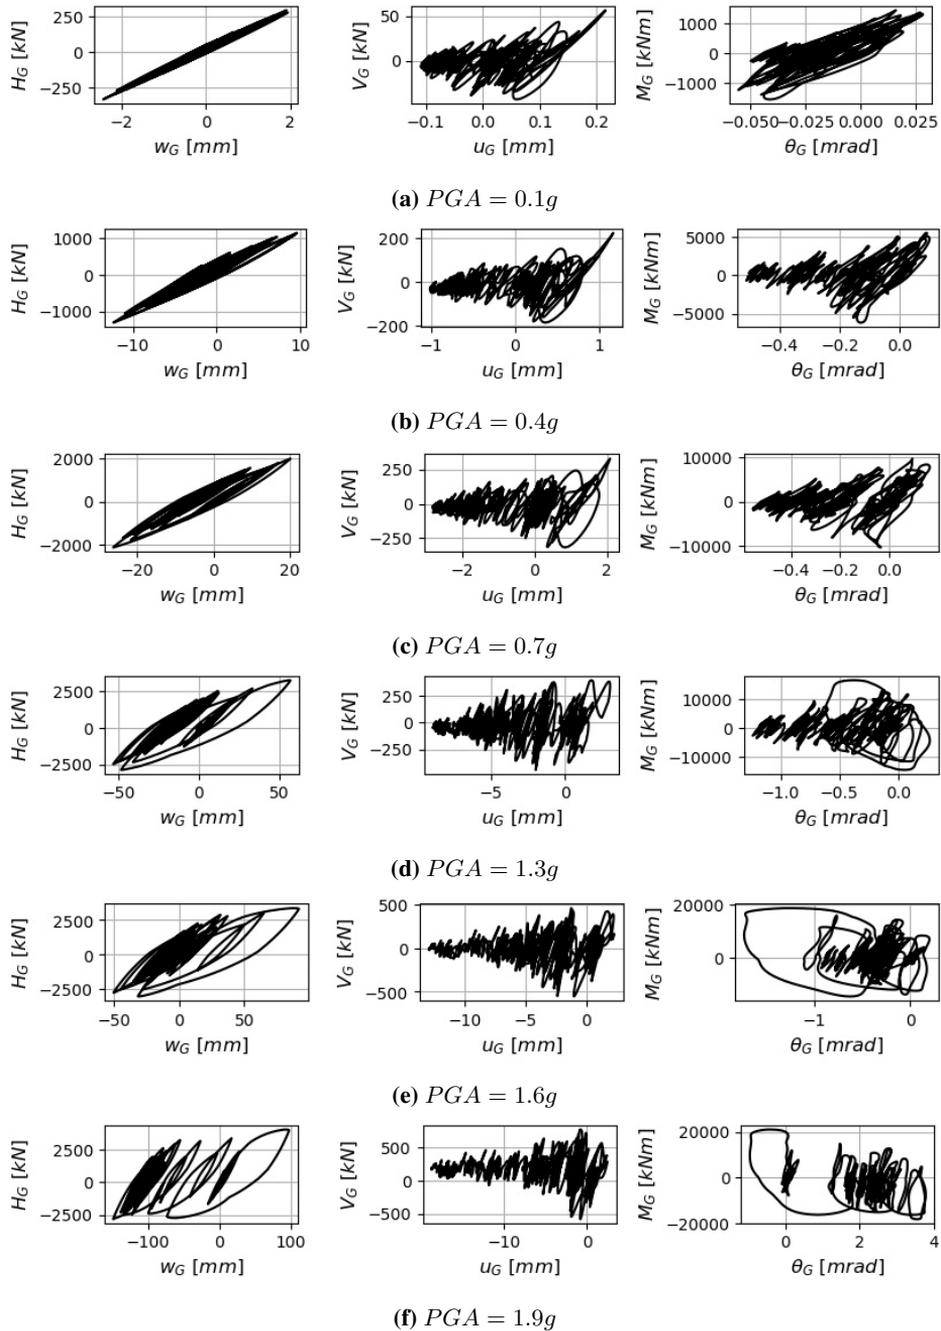 H_G [kN]
250
0
−250
−2 0 2
w_G [mm]
V_G [kN]
50
0
−0.1 0.0 0.1 0.2
u_G [mm]
M_G [kNm]
1000
0
−1000
−0.050 −0.025 0.000 0.025
θ_G [mrad]
(a) PGA = 0.1g
H_G [kN]
1000
0
−1000
−10 0 10
w_G [mm]
V_G [kN]
200
0
−200
−1 0 1
u_G [mm]
M_G [kNm]
5000
0
−5000
−0.4 −0.2 0.0
θ_G [mrad]
(b) PGA = 0.4g
H_G [kN]
2000
0
−2000
−20 0 20
w_G [mm]
V_G [kN]
250
0
−250
−2 0 2
u_G [mm]
M_G [kNm]
10000
0
−10000
−0.4 −0.2 −0.0
θ_G [mrad]
(c) PGA = 0.7g
H_G [kN]
2500
0
−2500
−50 0 50
w_G [mm]
V_G [kN]
250
0
−250
−5 0
u_G [mm]
M_G [kNm]
10000
0
−10000
−1.0 −0.5 0.0
θ_G [mrad]
(d) PGA = 1.3g
H_G [kN]
2500
0
−2500
−50 0 50
w_G [mm]
V_G [kN]
500
0
−500
−10 −5 0
u_G [mm]
M_G [kNm]
20000
0
−1 0
θ_G [mrad]
(e) PGA = 1.6g
H_G [kN]
2500
0
−2500
−100 0 100
w_G [mm]
V_G [kN]
500
0
−500
−10 0
u_G [mm]
M_G [kNm]
20000
0
−20000
0 2 4
θ_G [mrad]
(f) PGA = 1.9g